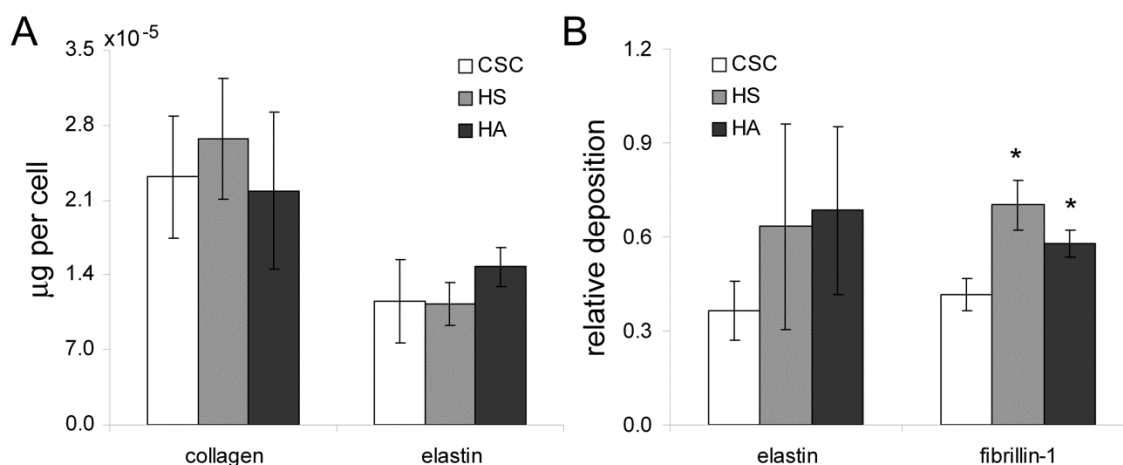 A
x10-5
3.5
2.8
2.1
1.4
7.0
0.0
µg per cell
CSC
HS
HA
collagen
elastin
B
1.2
0.9
0.6
0.3
0.0
relative deposition
CSC
HS
HA
*
*
elastin
fibrillin-1